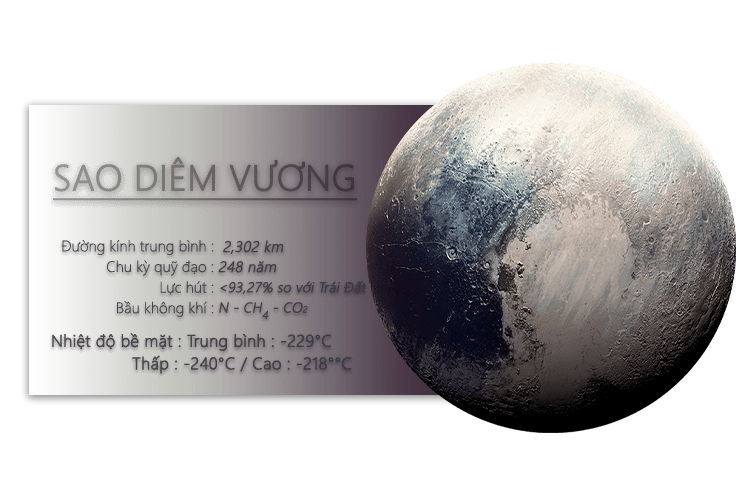 SAO DIÊM VƯƠNG
Đường kính trung bình : 2,302 km
Chu kỳ quỹ đạo : 248 năm
Lực hút : <93,27% so với Trái Đất
Bầu không khí : N - CH₄ - CO₂
Nhiệt độ bề mặt : Trung bình : -229°C
Thấp : -240°C / Cao : -218°°C